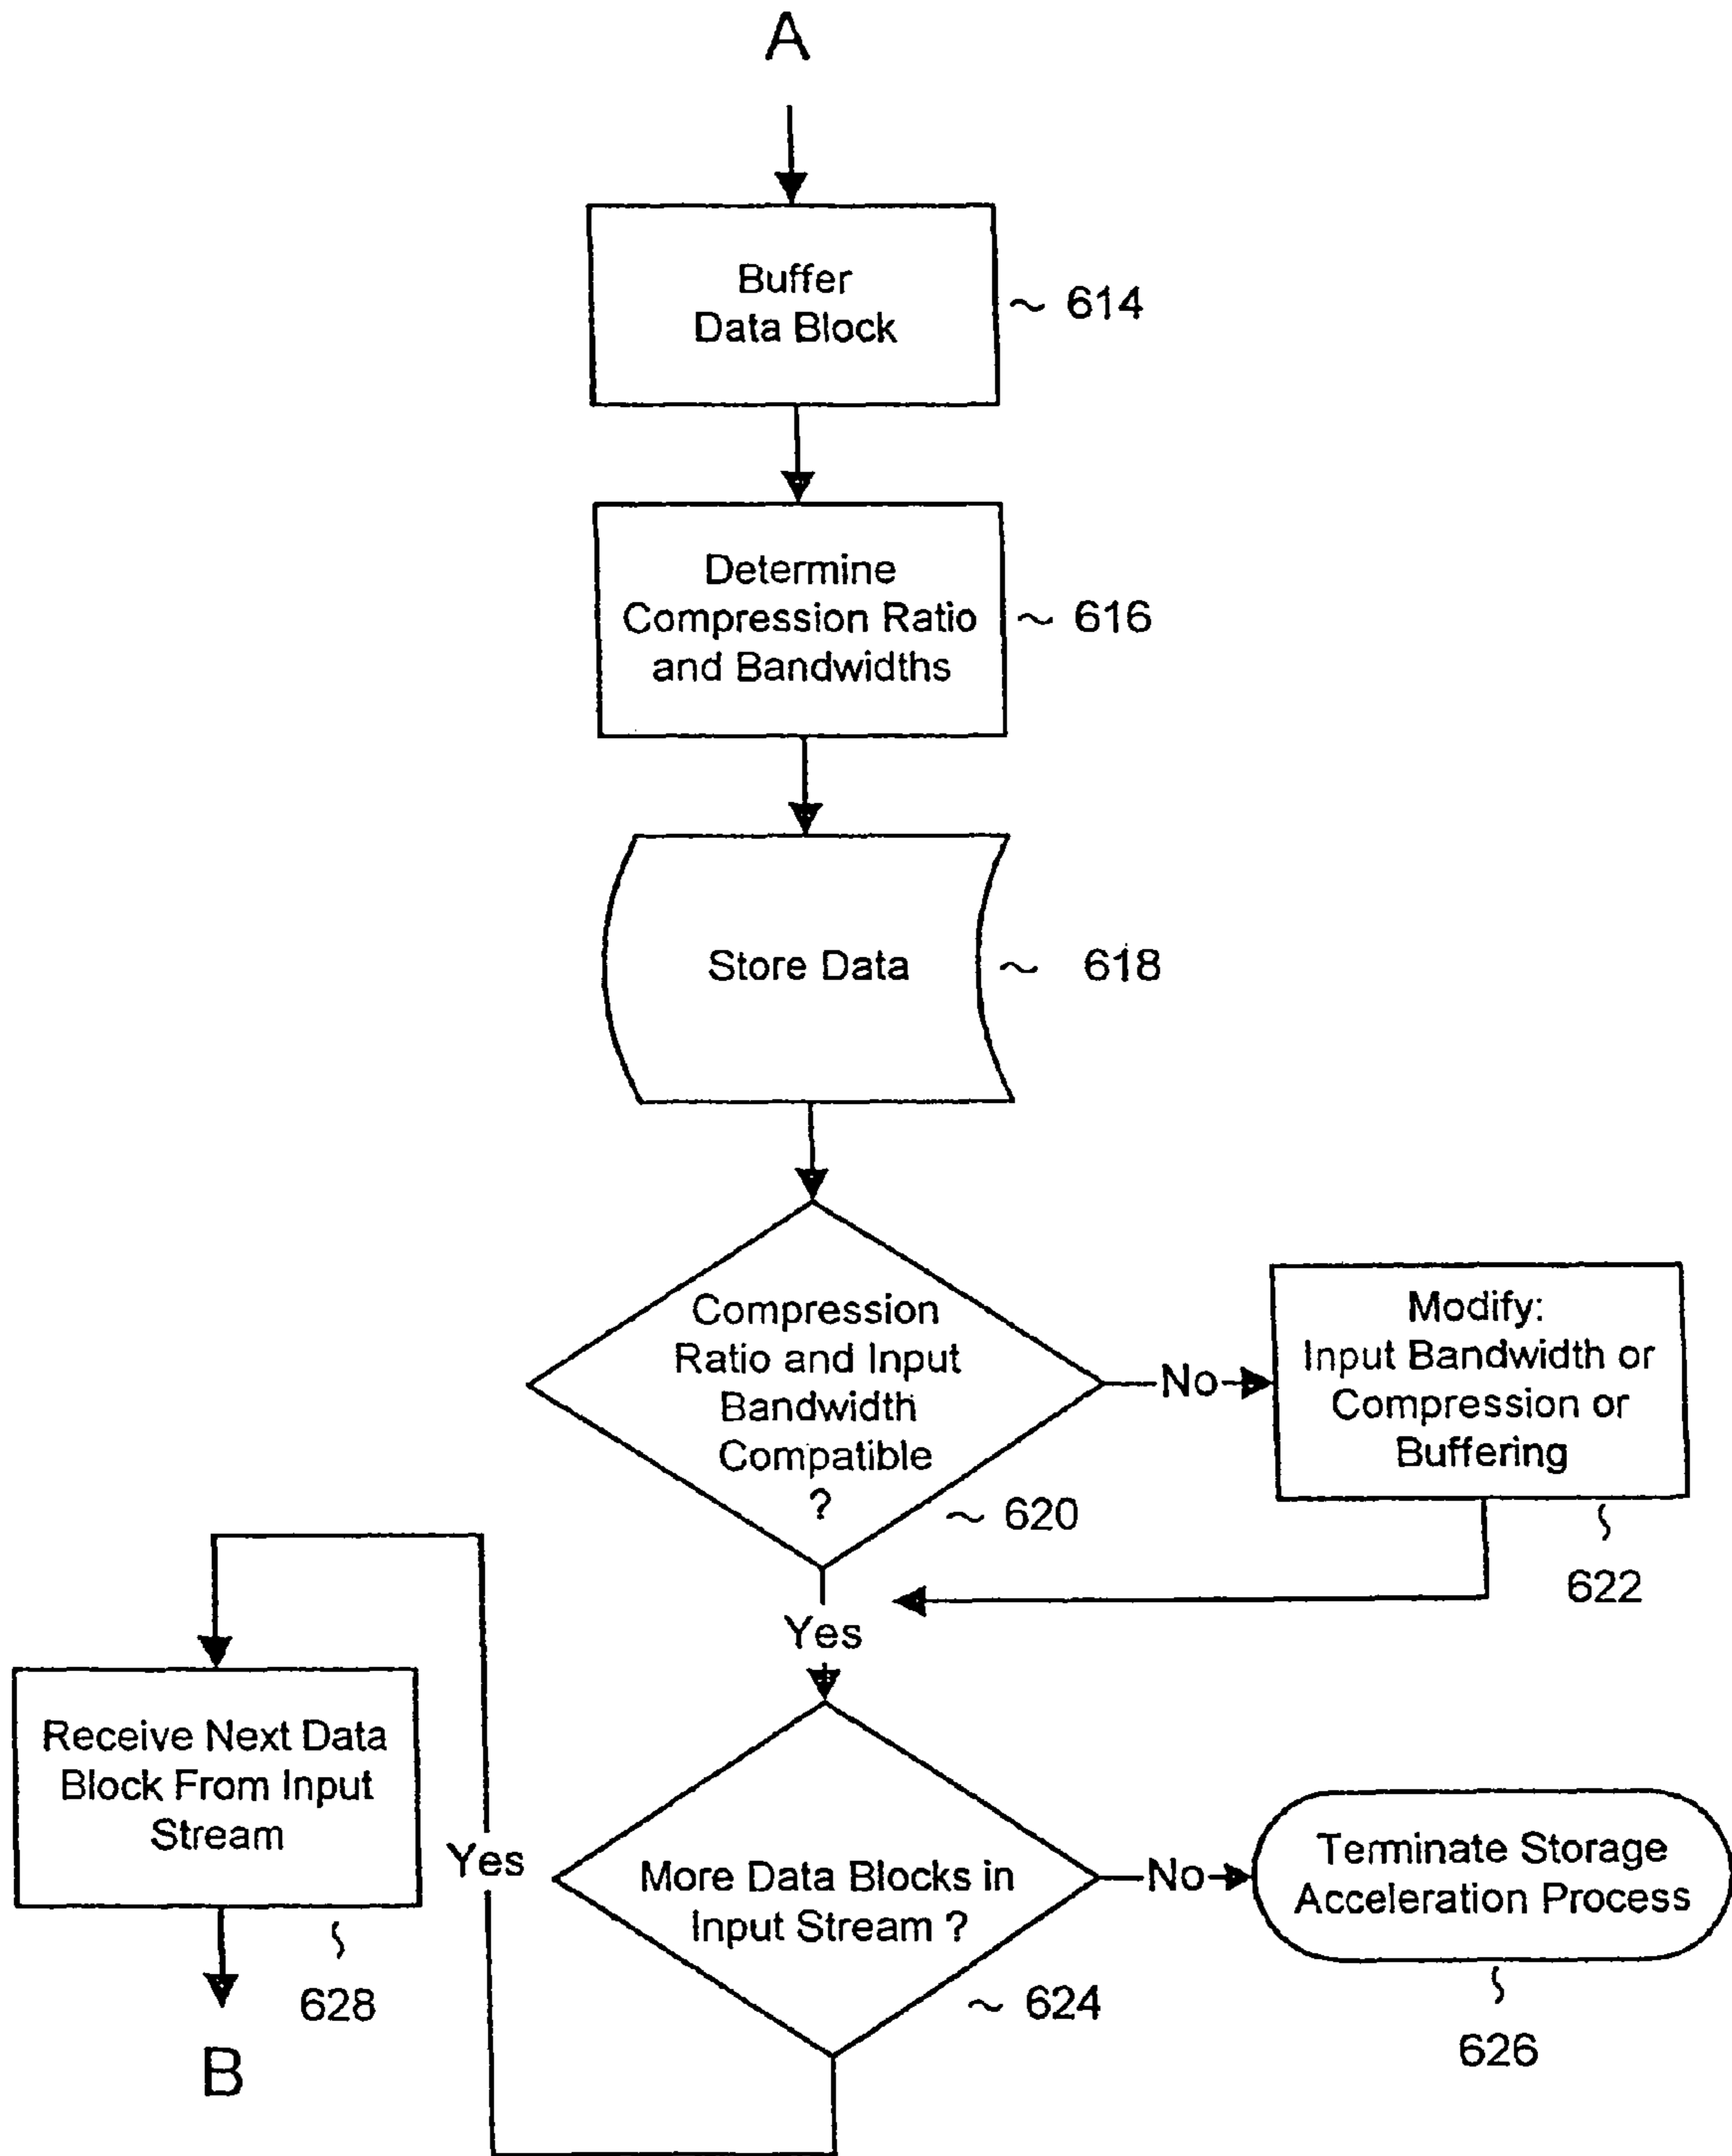 A
Buffer
Data Block
~ 614
Determine
Compression Ratio
and Bandwidths
~ 616
Store Data
~ 618
Compression
Ratio and Input
Bandwidth
Compatible
?
~ 620
No
Modify:
Input Bandwidth or
Compression or
Buffering
622
Yes
More Data Blocks in
Input Stream ?
~ 624
No
Terminate Storage
Acceleration Process
626
Yes
Receive Next Data
Block From Input
Stream
628
B